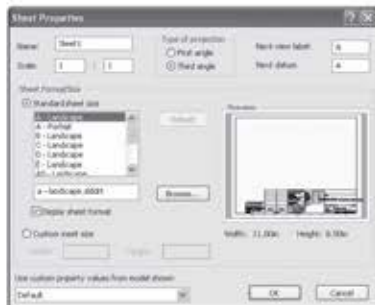 Sheet Properties
Name: Sheet1
Scale: 1 : 1
Type of projection
First angle
Third angle
Next view label: A
Next datum: A
Sheet Format/Size
Standard sheet size
A - Landscape
A - Portrait
B - Landscape
C - Landscape
D - Landscape
E - Landscape
A0 - Landscape
Reload
a - landscape.slddrt
Browse...
Display sheet format
Custom sheet size
Width:
Height:
Preview
Width: 11.00in Height: 8.50in
Use custom property values from model shown
Default
OK
Cancel